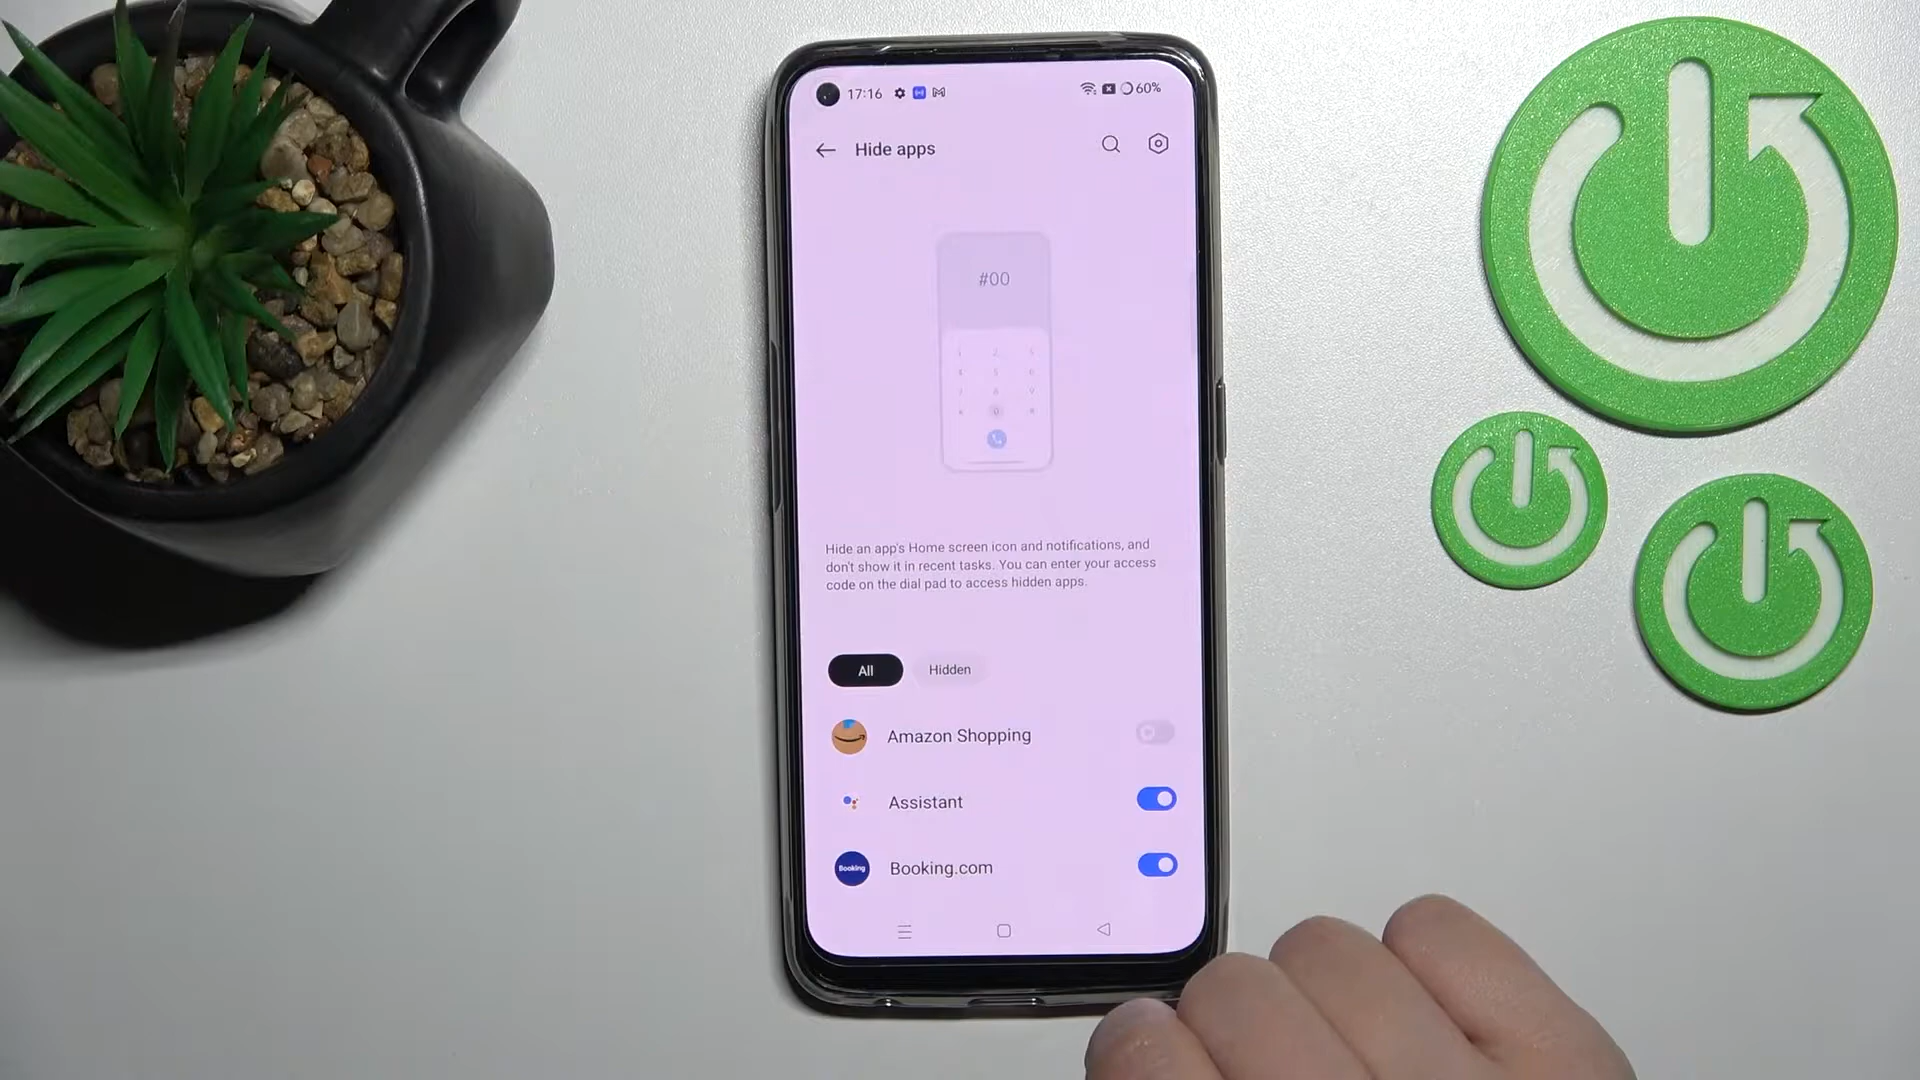 17:16
60%
Hide apps
#00
Hide an app's Home screen icon and notifications, and
don't show it in recent tasks. You can enter your access
code on the dial pad to access hidden apps.
All
Hidden
Amazon Shopping
Assistant
Booking
Booking.com